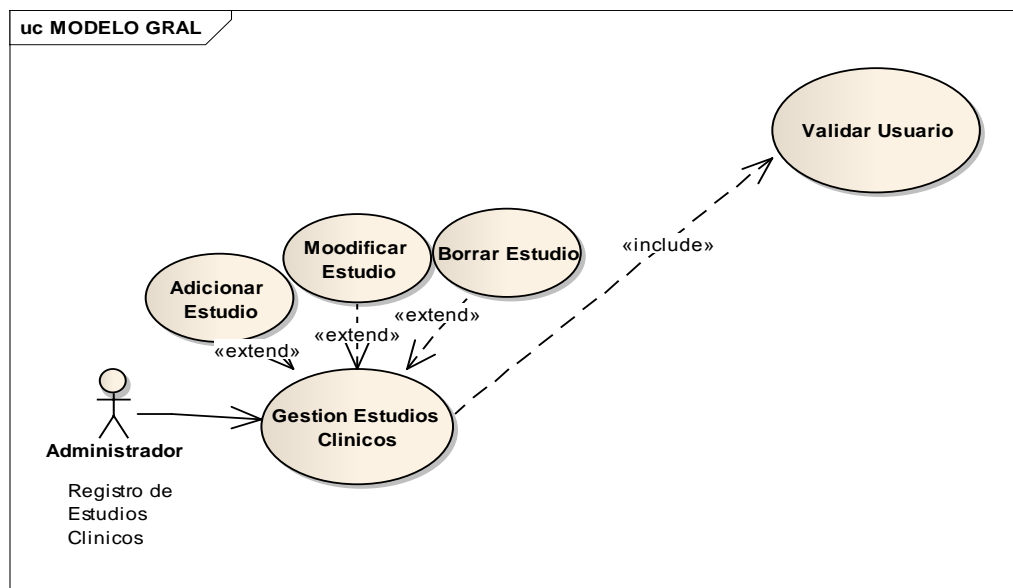 uc MODELO GRAL
Validar Usuario
Moodificar
Estudio
Borrar Estudio
Adicionar
Estudio
«include»
«extend»
«extend»
«extend»
Gestion Estudios
Clinicos
Administrador
Registro de
Estudios
Clinicos